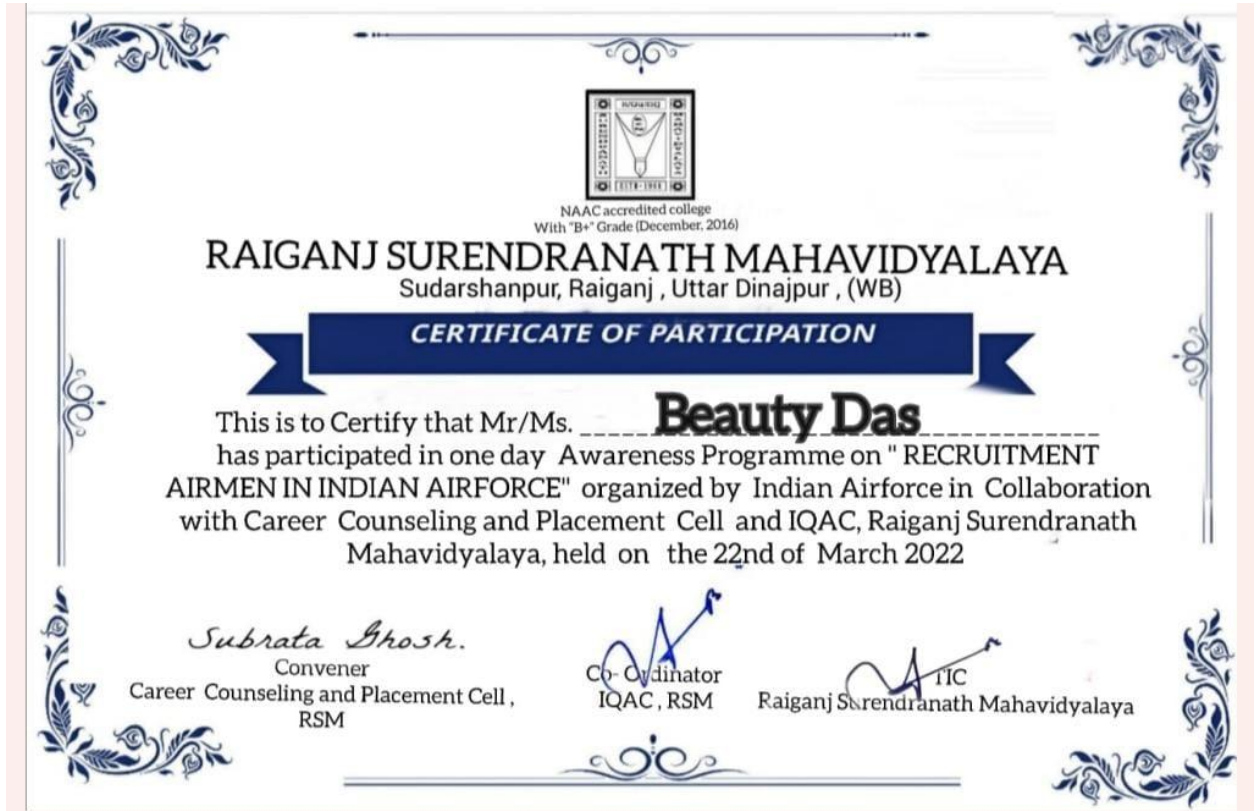 ESTD-1968
NAAC accredited college
With "B+" Grade (December, 2016)
RAIGANJ SURENDRANATH MAHAVIDYALAYA
Sudarshanpur, Raiganj , Uttar Dinajpur , (WB)
CERTIFICATE OF PARTICIPATION
This is to Certify that Mr/Ms. Beauty Das
has participated in one day Awareness Programme on " RECRUITMENT
AIRMEN IN INDIAN AIRFORCE" organized by Indian Airforce in Collaboration
with Career Counseling and Placement Cell and IQAC, Raiganj Surendranath
Mahavidyalaya, held on the 22nd of March 2022
Subrata Ghosh.
Convener
Career Counseling and Placement Cell ,
RSM
Co- Ordinator
IQAC , RSM
TIC
Raiganj Surendranath Mahavidyalaya